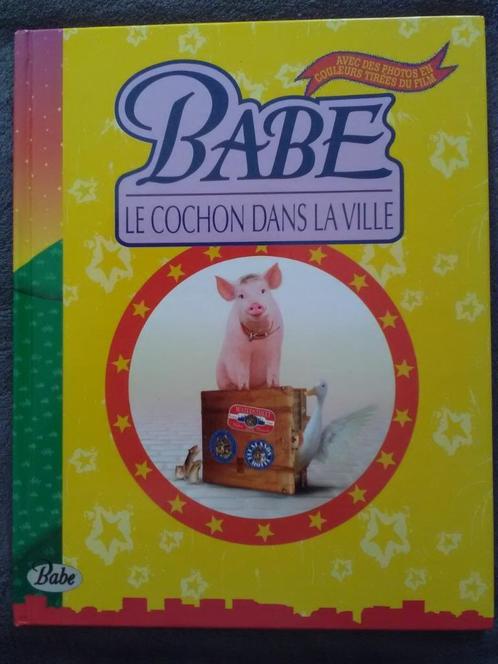 AVEC DES PHOTOS EN
COULEURS TIRÉES DU FILM
BABE
LE COCHON DANS LA VILLE
Babe